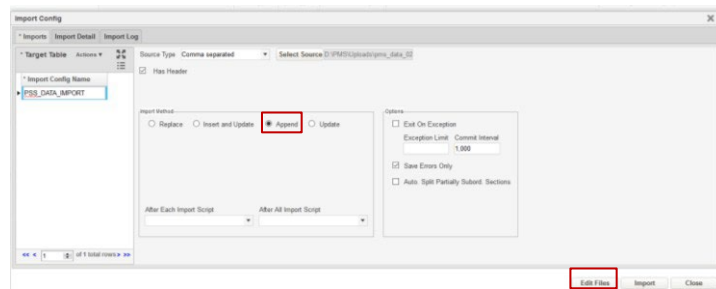 Import Config
* Imports Import Detail Import Log
* Target Table Actions
Source Type Comma separated Select Source D:\PMS\Uploads\pms_data_02
Has Header
* Import Config Name
PSS_DATA_IMPORT
Import Method
Replace Insert and Update Append Update
Options
Exit On Exception
Exception Limit Commit Interval
1,000
Save Errors Only
Auto. Split Partially Subord. Sections
After Each Import Script After All Import Script
<< < 1 of 1 total rows > >>
Edit Files Import Close